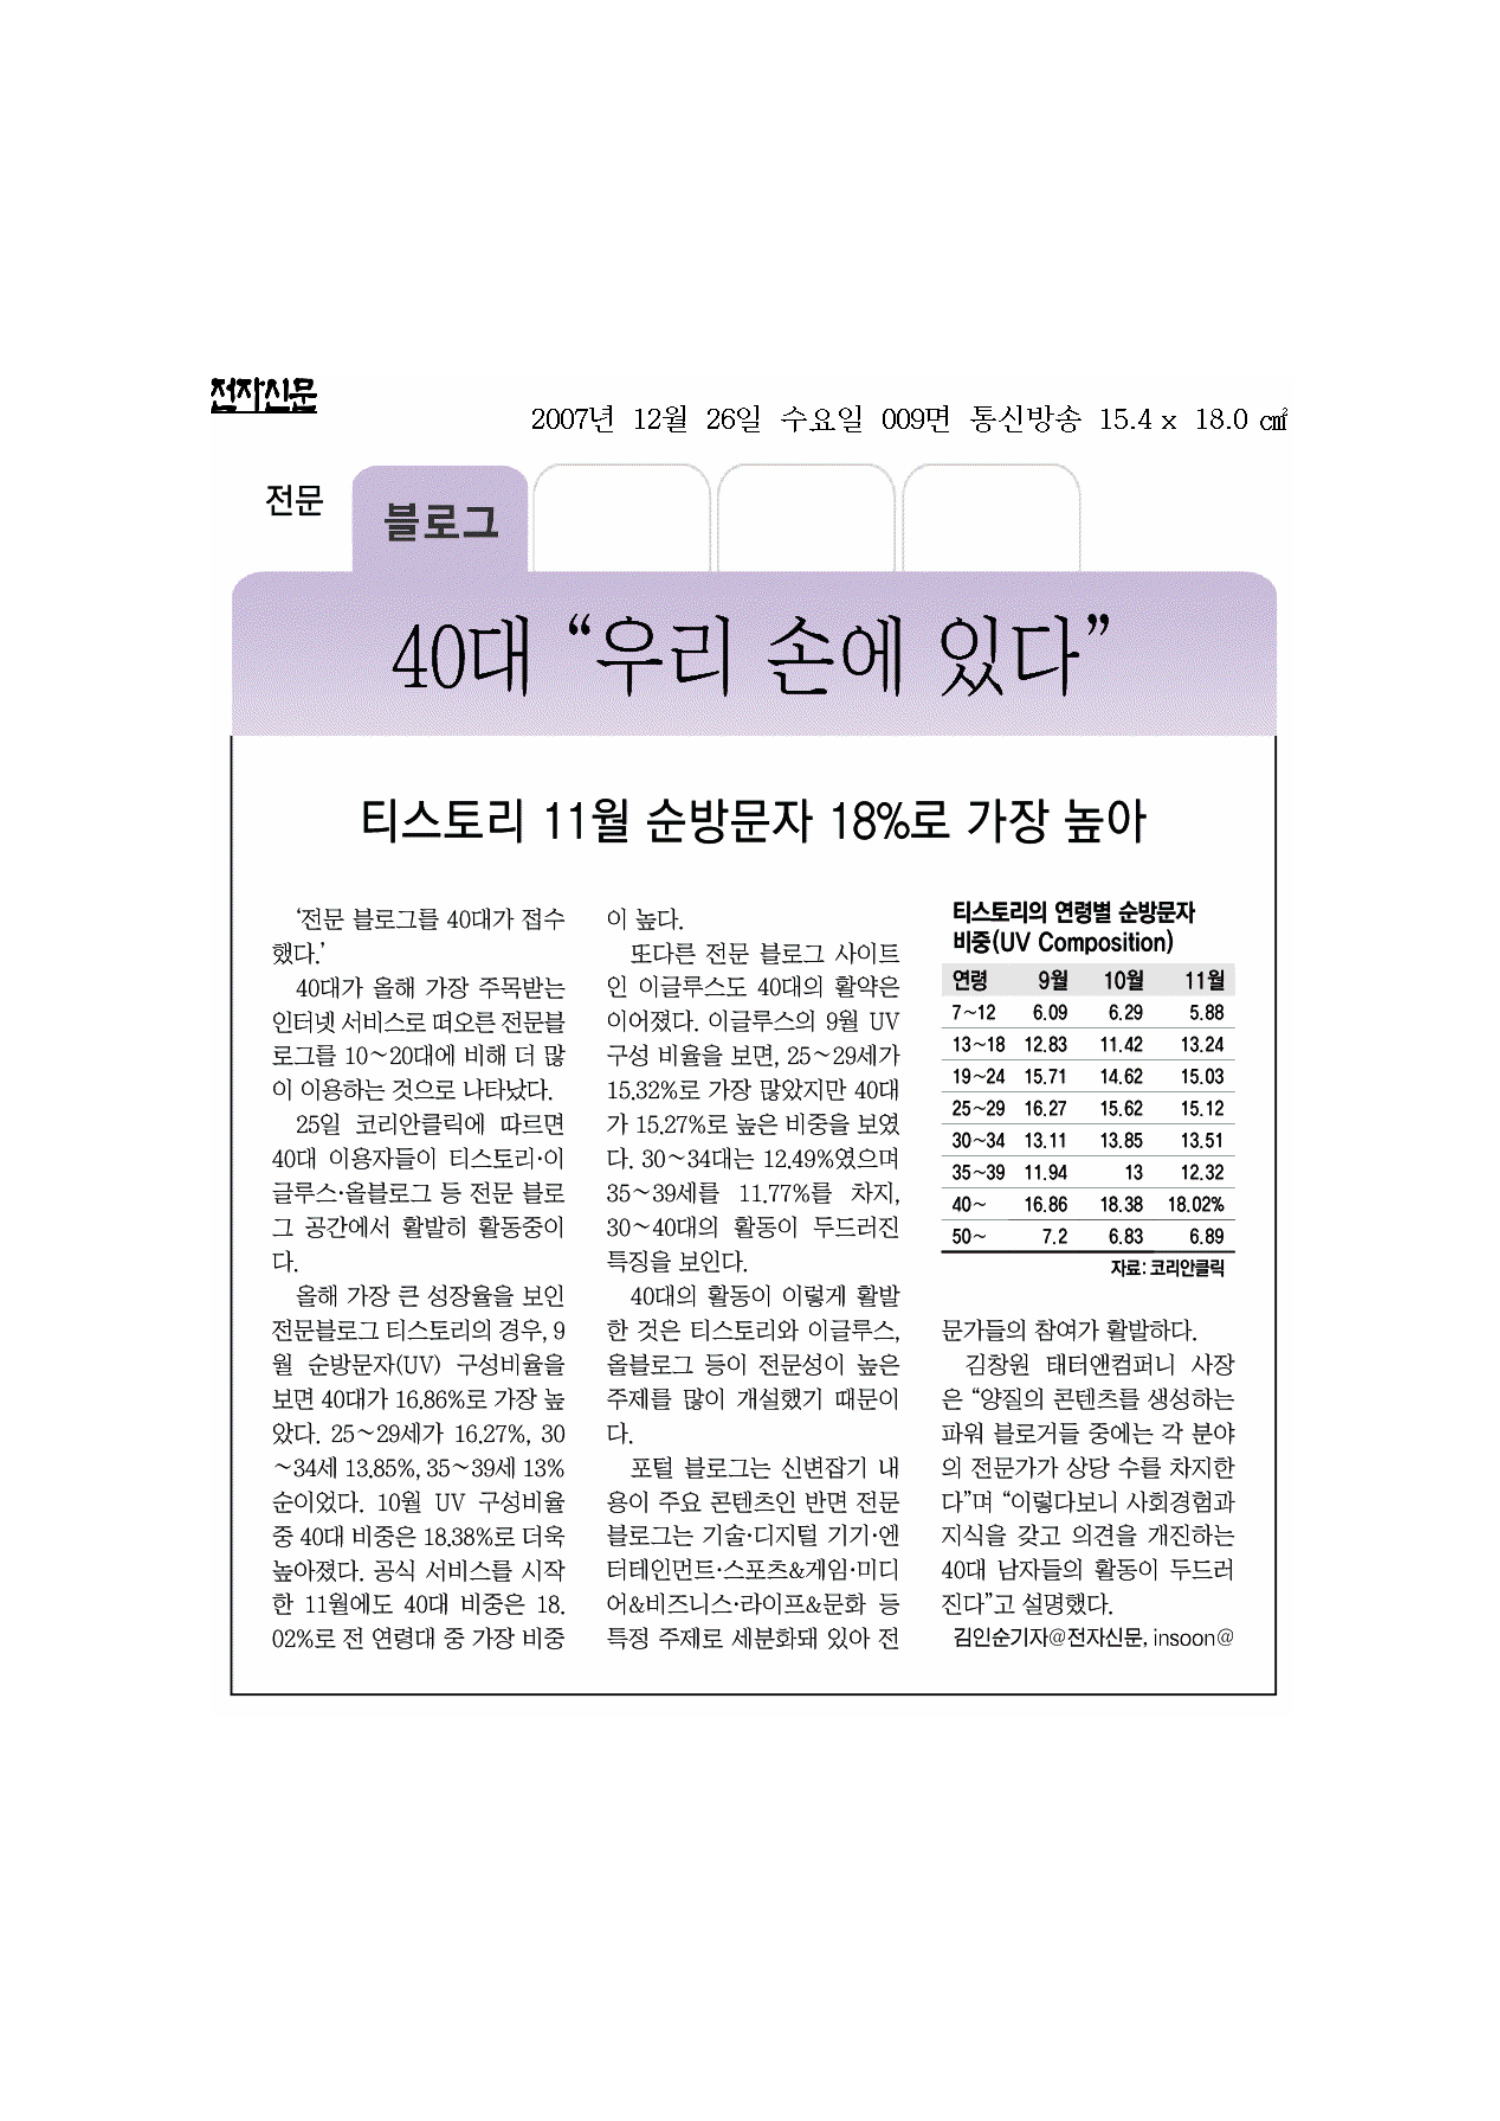 전자신문
2007년 12월 26일 수요일 009면 통신방송 15.4 x 18.0 ㎠
전문 블로그
40대 “우리 손에 있다”
티스토리 11월 순방문자 18%로 가장 높아
‘전문 블로그를 40대가 접수
했다.’
40대가 올해 가장 주목받는
인터넷 서비스로 떠오른 전문블
로그를 10～20대에 비해 더 많
이 이용하는 것으로 나타났다.
25일 코리안클릭에 따르면
40대 이용자들이 티스토리·이
글루스·올블로그 등 전문 블로
그 공간에서 활발히 활동중이
다.
올해 가장 큰 성장율을 보인
전문블로그 티스토리의 경우, 9
월 순방문자(UV) 구성비율을
보면 40대가 16.86%로 가장 높
았다. 25～29세가 16.27%, 30
～34세 13.85%, 35～39세 13%
순이었다. 10월 UV 구성비율
중 40대 비중은 18.38%로 더욱
높아졌다. 공식 서비스를 시작
한 11월에도 40대 비중은 18.
02%로 전 연령대 중 가장 비중
이 높다.
또다른 전문 블로그 사이트
인 이글루스도 40대의 활약은
이어졌다. 이글루스의 9월 UV
구성 비율을 보면, 25～29세가
15.32%로 가장 많았지만 40대
가 15.27%로 높은 비중을 보였
다. 30～34대는 12.49%였으며
35～39세를 11.77%를 차지,
30～40대의 활동이 두드러진
특징을 보인다.
40대의 활동이 이렇게 활발
한 것은 티스토리와 이글루스,
올블로그 등이 전문성이 높은
주제를 많이 개설했기 때문이
다.
포털 블로그는 신변잡기 내
용이 주요 콘텐츠인 반면 전문
블로그는 기술·디지털 기기·엔
터테인먼트·스포츠&게임·미디
어&비즈니스·라이프&문화 등
특정 주제로 세분화돼 있아 전
티스토리의 연령별 순방문자
비중(UV Composition)
연령 9월 10월 11월
7～12 6.09 6.29 5.88
13～18 12.83 11.42 13.24
19～24 15.71 14.62 15.03
25～29 16.27 15.62 15.12
30～34 13.11 13.85 13.51
35～39 11.94 13 12.32
40～ 16.86 18.38 18.02%
50～ 7.2 6.83 6.89
자료: 코리안클릭
문가들의 참여가 활발하다.
김창원 태터앤컴퍼니 사장
은 “양질의 콘텐츠를 생성하는
파워 블로거들 중에는 각 분야
의 전문가가 상당 수를 차지한
다”며 “이렇다보니 사회경험과
지식을 갖고 의견을 개진하는
40대 남자들의 활동이 두드러
진다”고 설명했다.
김인순기자@전자신문, insoon@